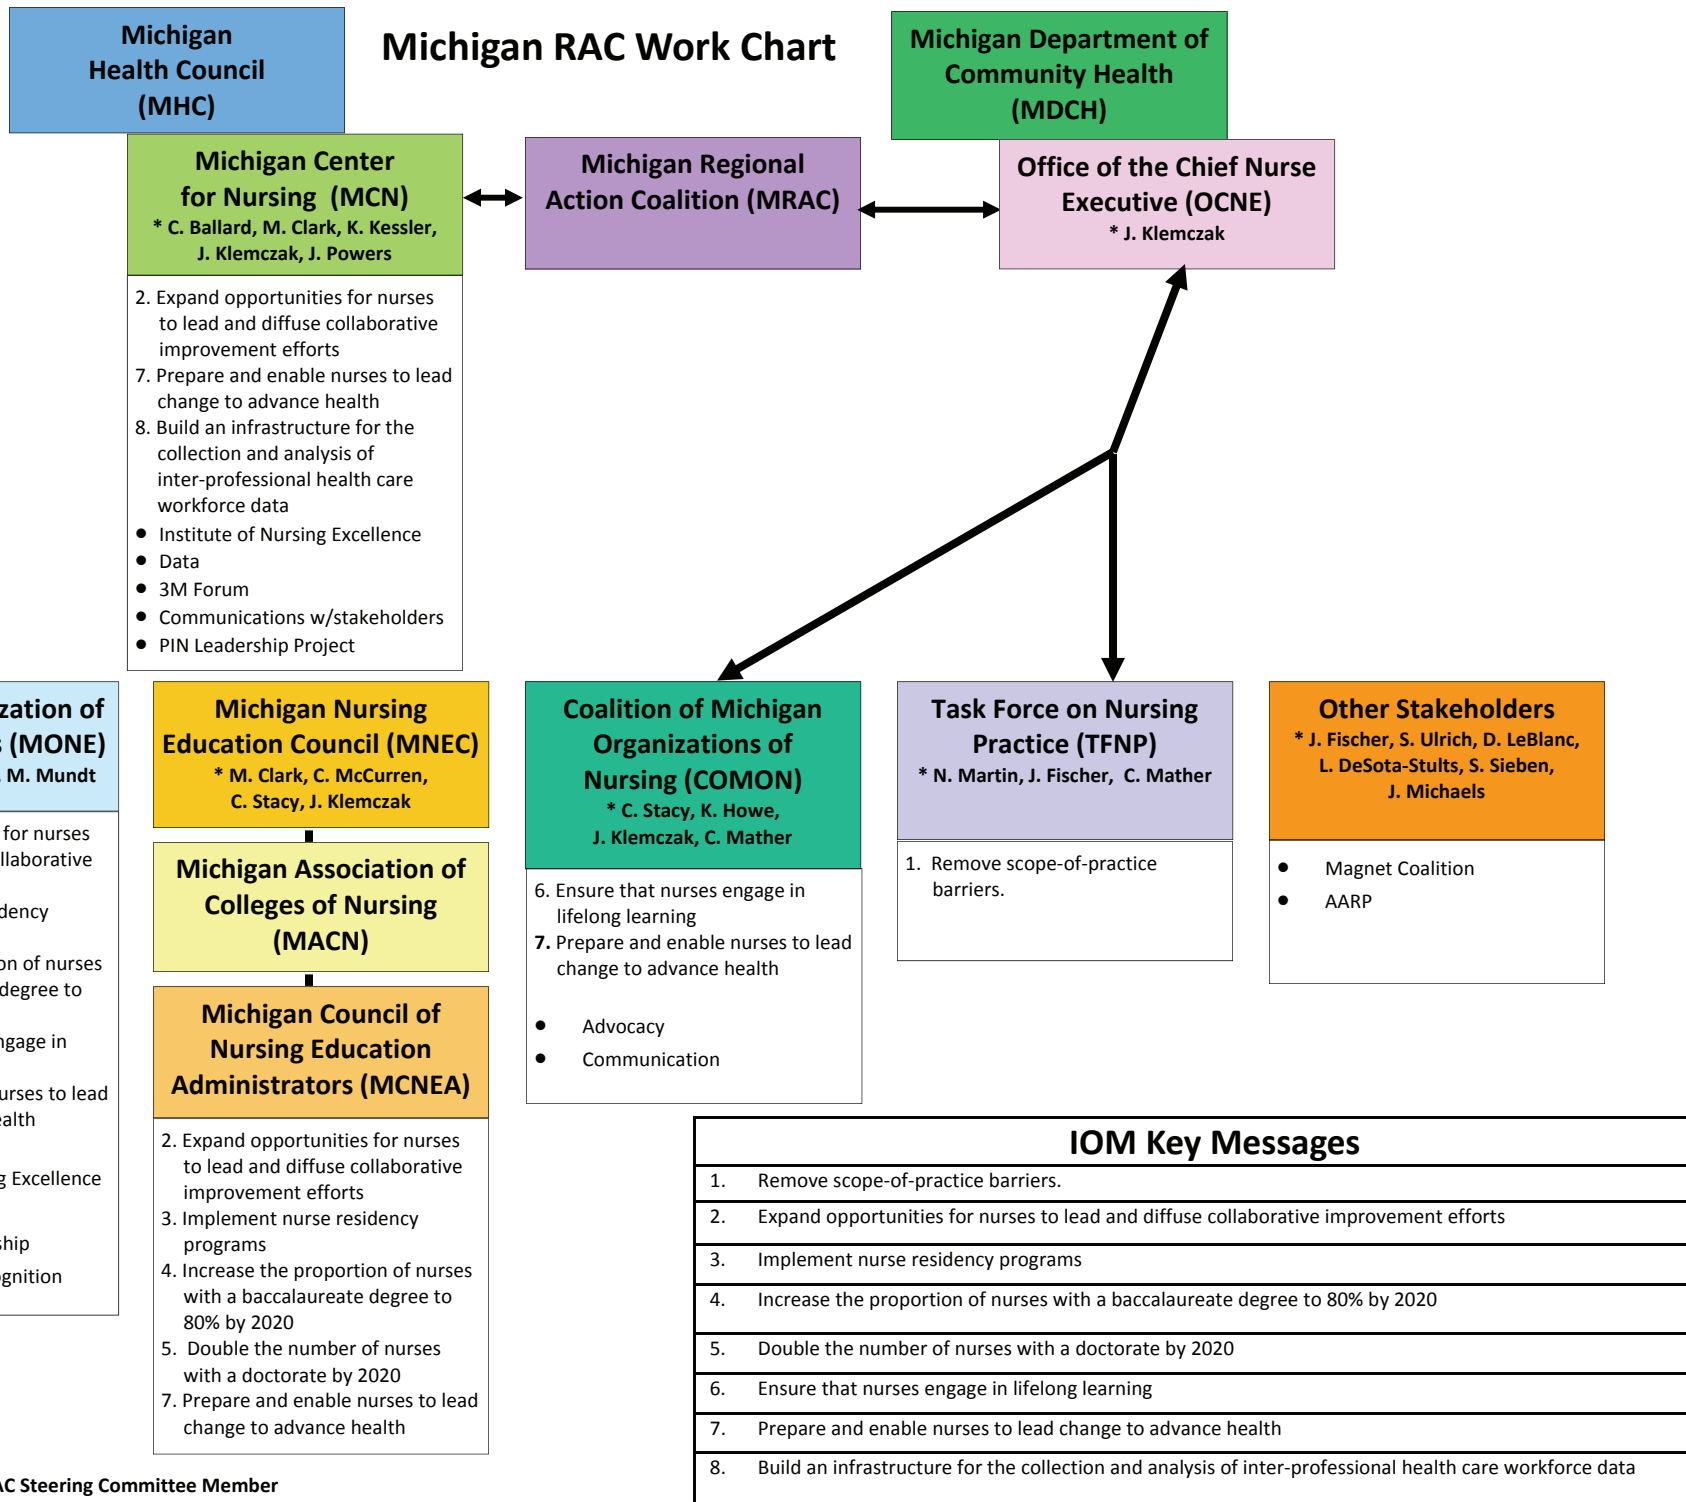 Michigan
Health Council
(MHC)
Michigan RAC Work Chart
Michigan Department of
Community Health
(MDCH)
Michigan Center
for Nursing (MCN)
* C. Ballard, M. Clark, K. Kessler,
J. Klemczak, J. Powers
Michigan Regional
Action Coalition (MRAC)
Office of the Chief Nurse
Executive (OCNE)
* J. Klemczak
2. Expand opportunities for nurses
to lead and diffuse collaborative
improvement efforts
7. Prepare and enable nurses to lead
change to advance health
8. Build an infrastructure for the
collection and analysis of
inter-professional health care
workforce data
• Institute of Nursing Excellence
• Data
• 3M Forum
• Communications w/stakeholders
• PIN Leadership Project
zation of
s (MONE)
, M. Mundt
for nurses
llaborative
dency
on of nurses
degree to
ngage in
urses to lead
ealth
g Excellence
ship
ognition
Michigan Nursing
Education Council (MNEC)
* M. Clark, C. McCurren,
C. Stacy, J. Klemczak
Michigan Association of
Colleges of Nursing
(MACN)
Michigan Council of
Nursing Education
Administrators (MCNEA)
2. Expand opportunities for nurses
to lead and diffuse collaborative
improvement efforts
3. Implement nurse residency
programs
4. Increase the proportion of nurses
with a baccalaureate degree to
80% by 2020
5. Double the number of nurses
with a doctorate by 2020
7. Prepare and enable nurses to lead
change to advance health
Coalition of Michigan
Organizations of
Nursing (COMON)
* C. Stacy, K. Howe,
J. Klemczak, C. Mather
6. Ensure that nurses engage in
lifelong learning
7. Prepare and enable nurses to lead
change to advance health
• Advocacy
• Communication
Task Force on Nursing
Practice (TFNP)
* N. Martin, J. Fischer, C. Mather
1. Remove scope-of-practice
barriers.
Other Stakeholders
* J. Fischer, S. Ulrich, D. LeBlanc,
L. DeSota-Stults, S. Sieben,
J. Michaels
• Magnet Coalition
• AARP
IOM Key Messages
1. Remove scope-of-practice barriers.
2. Expand opportunities for nurses to lead and diffuse collaborative improvement efforts
3. Implement nurse residency programs
4. Increase the proportion of nurses with a baccalaureate degree to 80% by 2020
5. Double the number of nurses with a doctorate by 2020
6. Ensure that nurses engage in lifelong learning
7. Prepare and enable nurses to lead change to advance health
8. Build an infrastructure for the collection and analysis of inter-professional health care workforce data
AC Steering Committee Member